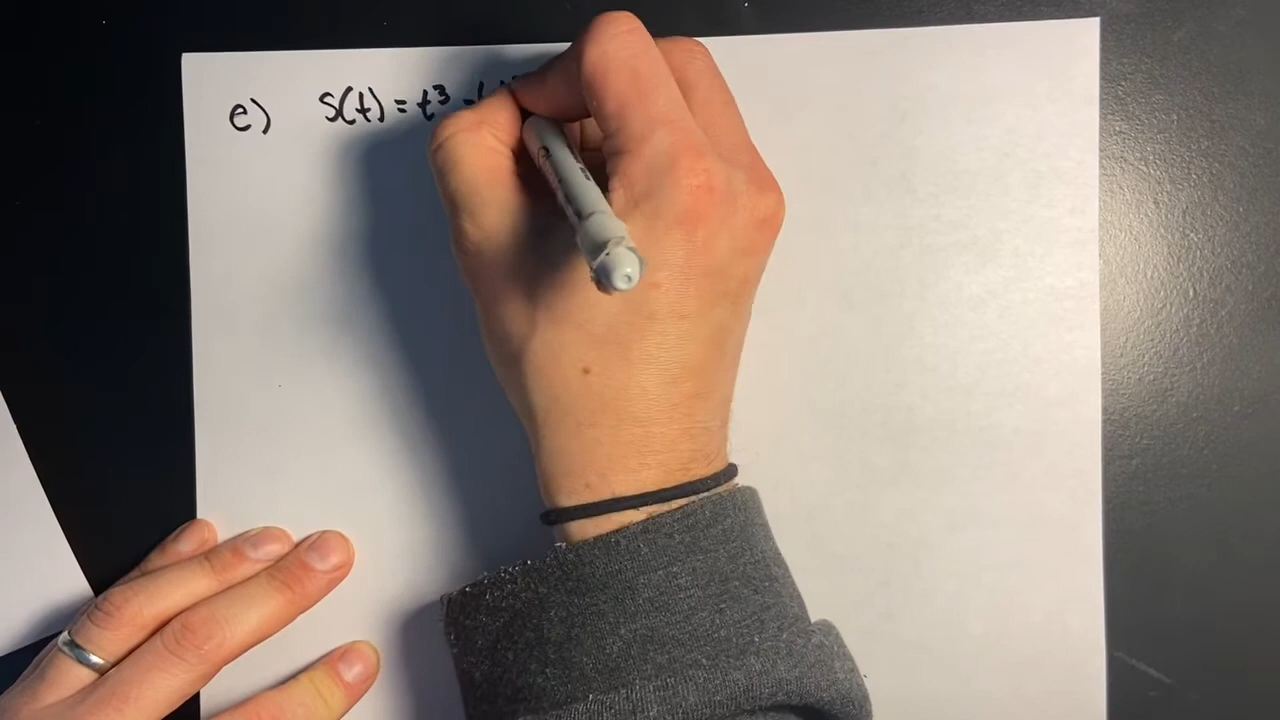 e) S(t) = t³ -